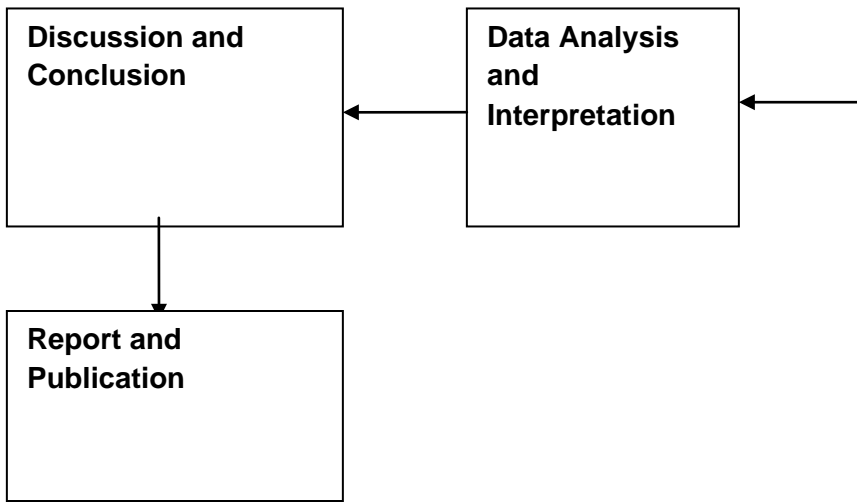 Discussion and
Conclusion
Data Analysis
and
Interpretation
Report and
Publication